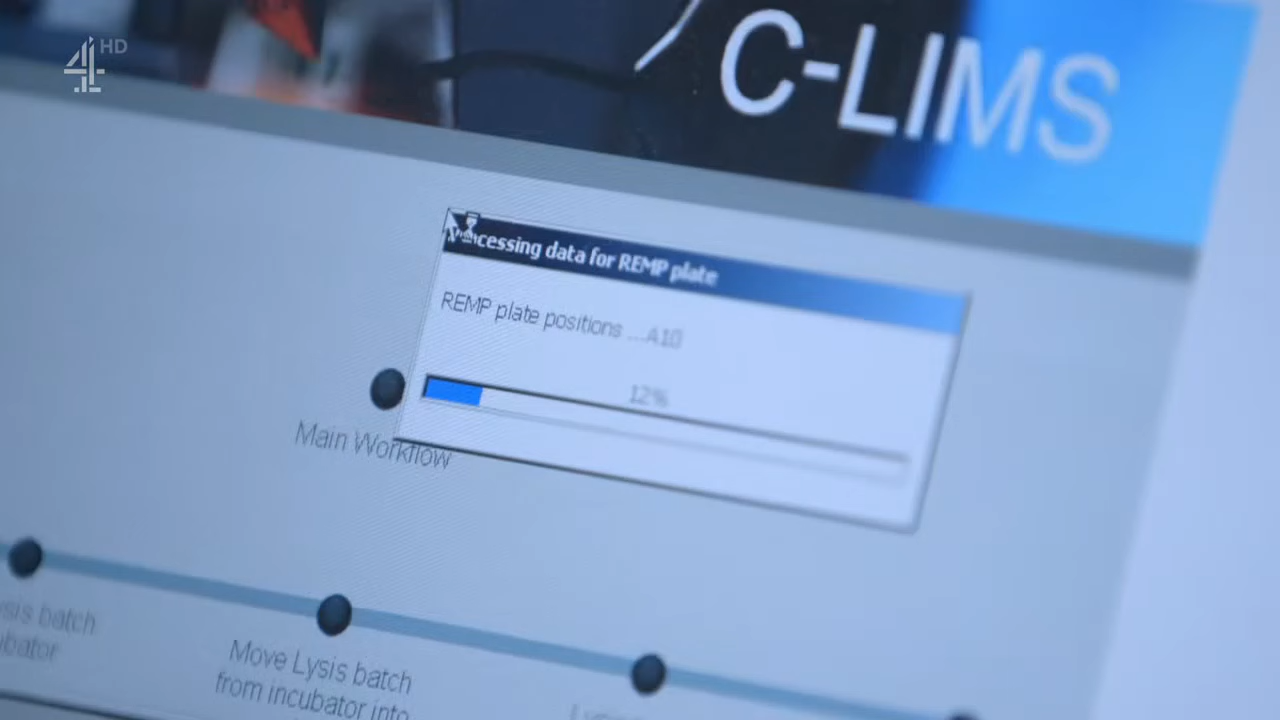 4 HD
C-LIMS
Processing data for REMP plate
REMP plate positions ...A10
12%
Main Workflow
batch
Move Lysis batch
from incubator into